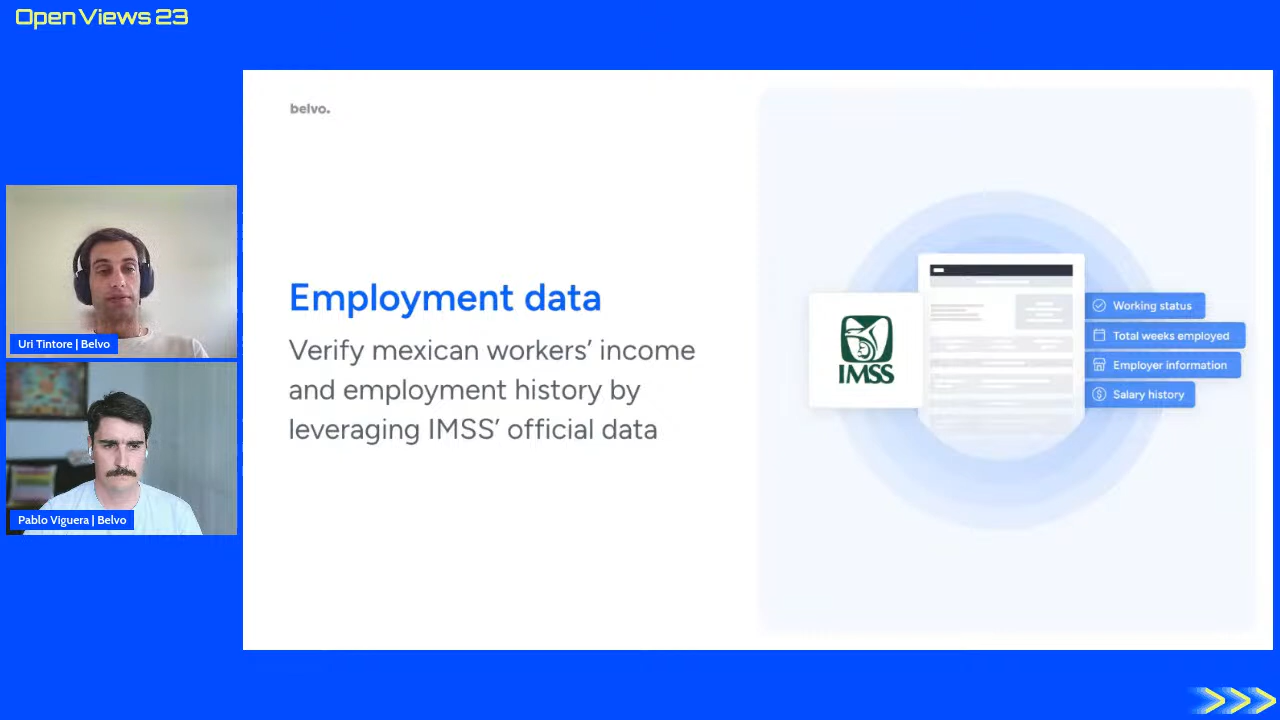 Open Views 23
belvo.
Employment data
Verify mexican workers’ income
and employment history by
leveraging IMSS’ official data
IMSS
Working status
Total weeks employed
Employer information
Salary history
Uri Tintore | Belvo
Pablo Viguera | Belvo